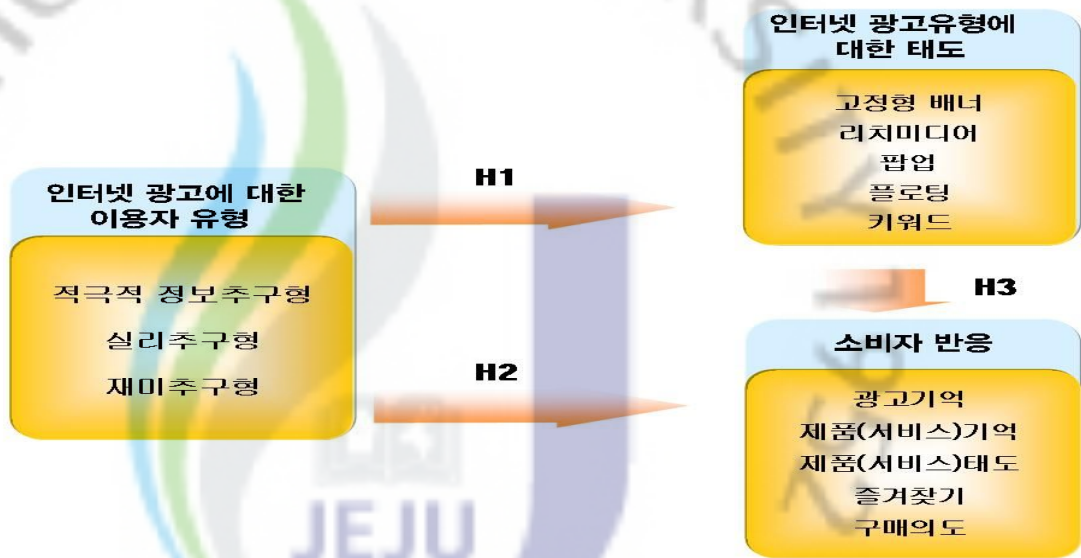 인터넷 광고유형에
대한 태도
고정형 배너
리치미디어
팝업
플로팅
키워드
H1
인터넷 광고에 대한
이용자 유형
적극적 정보추구형
실리추구형
재미추구형
H2
H3
소비자 반응
광고기억
제품(서비스)기억
제품(서비스)태도
즐겨찾기
구매의도
JEJU